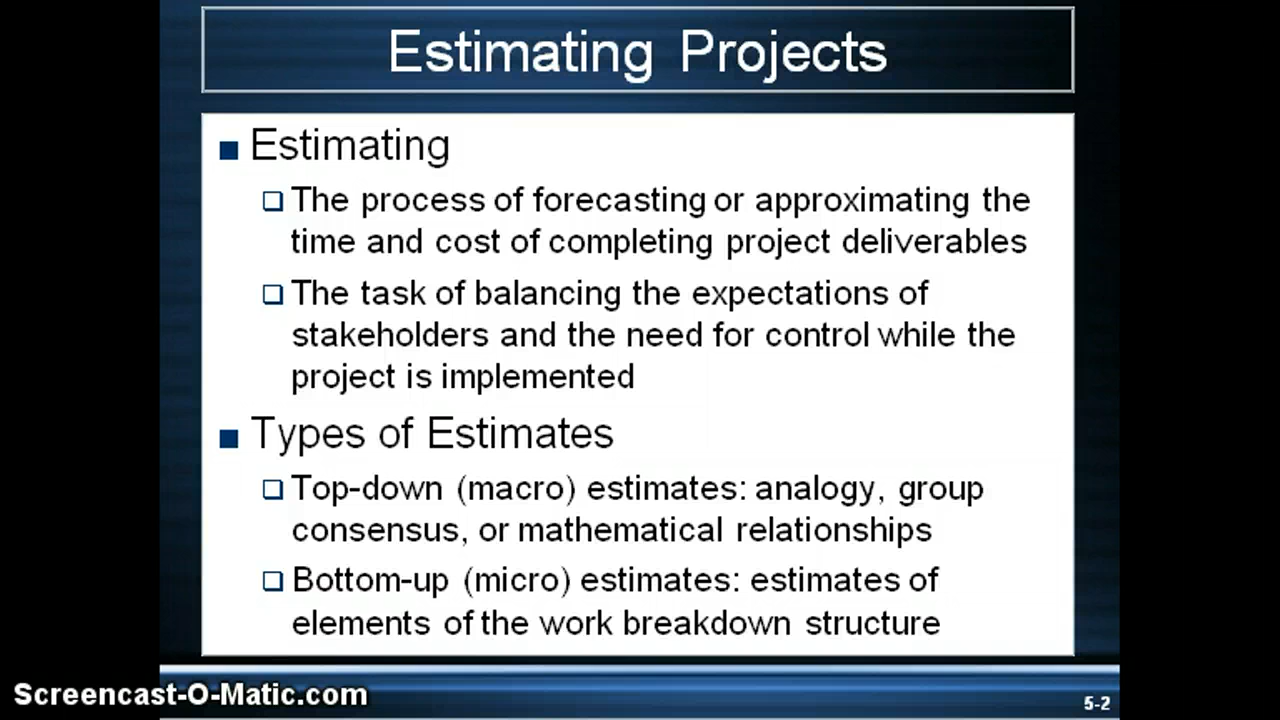 Estimating Projects
Estimating
The process of forecasting or approximating the
time and cost of completing project deliverables
The task of balancing the expectations of
stakeholders and the need for control while the
project is implemented
Types of Estimates
Top-down (macro) estimates: analogy, group
consensus, or mathematical relationships
Bottom-up (micro) estimates: estimates of
elements of the work breakdown structure
Screencast-O-Matic.com
5-2